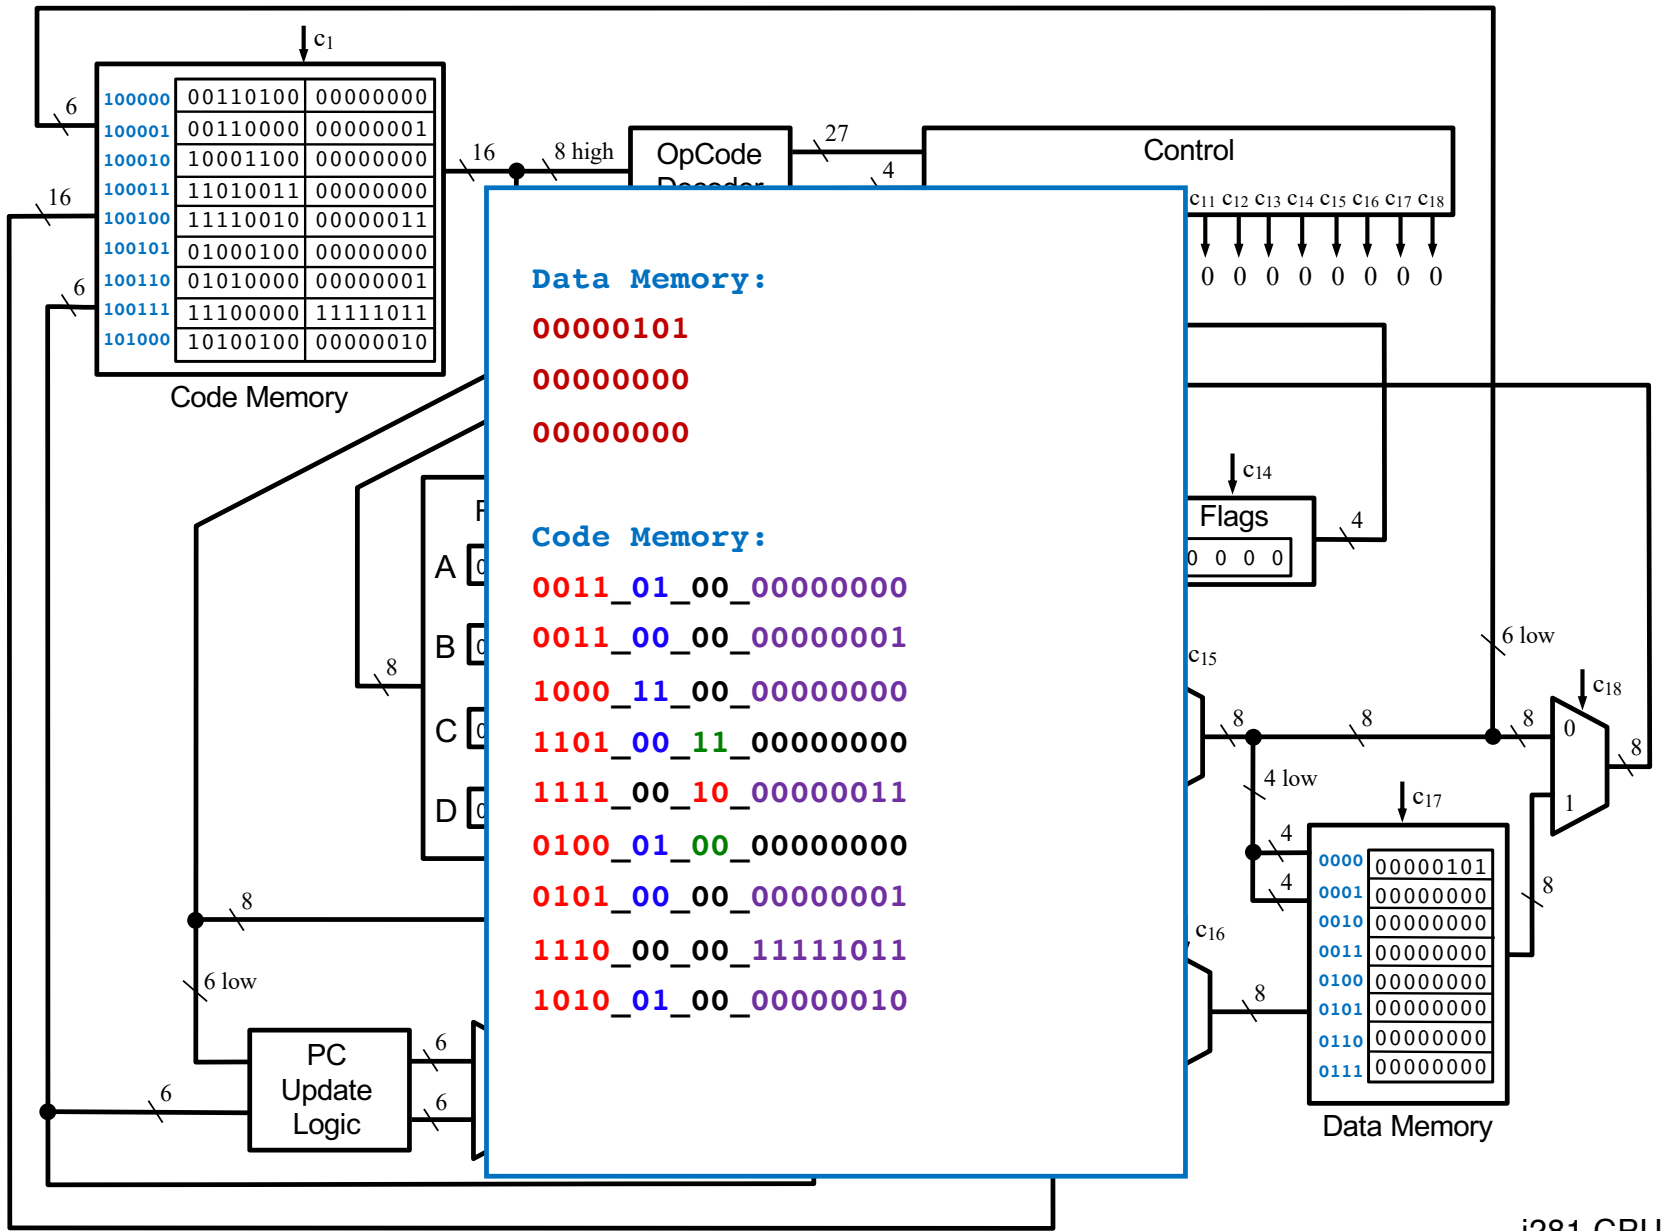 c1
100000 00110100 00000000
100001 00110000 00000001
100010 10001100 00000000
100011 11010011 00000000
100100 11110010 00000011
100101 01000100 00000000
100110 01010000 00000001
100111 11100000 11111011
101000 10100100 00000010
Code Memory
6
16
6
16
8 high
OpCode
27
4
Control
c11 c12 c13 c14 c15 c16 c17 c18
0 0 0 0 0 0 0 0
Data Memory:
00000101
00000000
00000000
Code Memory:
0011_01_00_00000000
0011_00_00_00000001
1000_11_00_00000000
1101_00_11_00000000
1111_00_10_00000011
0100_01_00_00000000
0101_00_00_00000001
1110_00_00_11111011
1010_01_00_00000010
A
B
C
D
8
8
6 low
PC
Update
Logic
6
6
6
c14
Flags
0 0 0 0
4
c15
6 low
c18
8
8
8
0
1
8
4 low
4
4
c17
c16
8
8
0000 00000101
0001 00000000
0010 00000000
0011 00000000
0100 00000000
0101 00000000
0110 00000000
0111 00000000
Data Memory